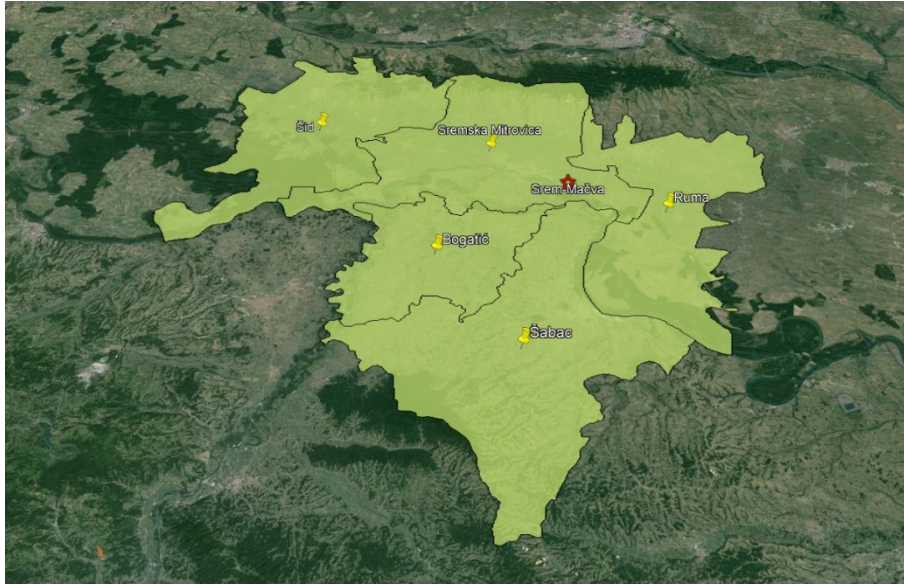 Šid
Sremska Mitrovica
Srem-Mačva
Ruma
Bogatić
Šabac